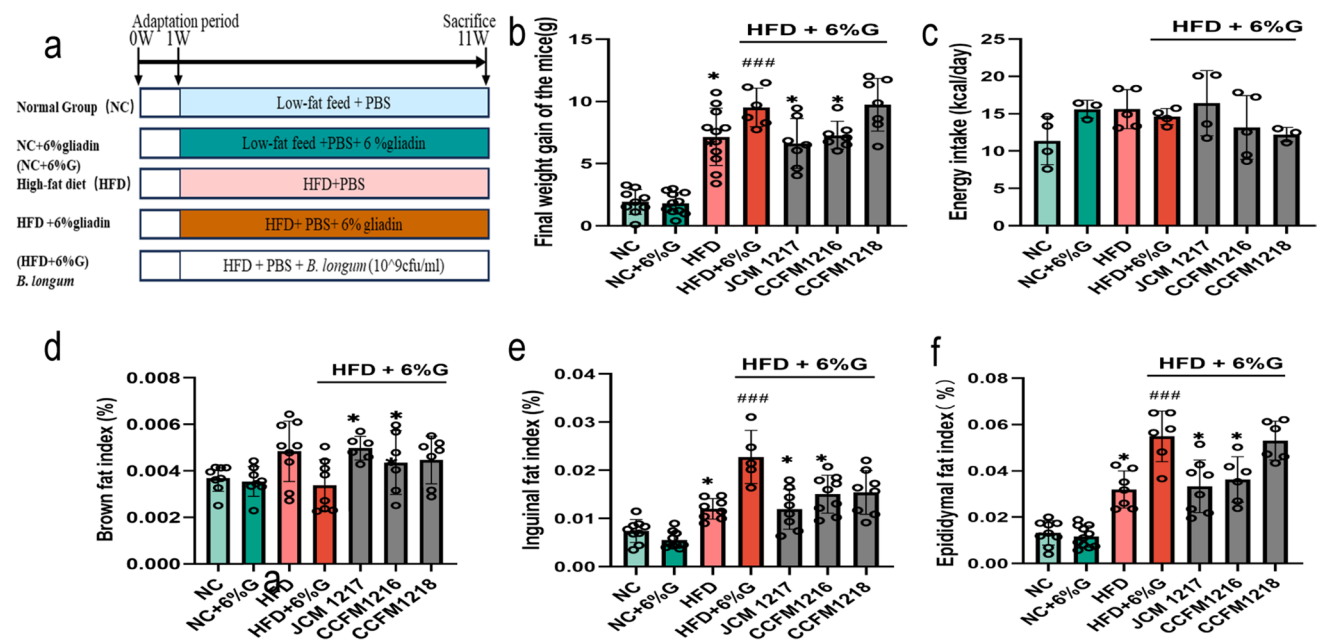 a
Adaptation period
0W 1W
Sacrifice
11W
Normal Group (NC)
Low-fat feed + PBS
NC+6%gliadin
(NC+6%G)
Low-fat feed +PBS+ 6 %gliadin
High-fat diet (HFD)
HFD+PBS
HFD +6%gliadin
HFD+ PBS+ 6% gliadin
(HFD+6%G)
B. longum
HFD + PBS + B. longum (10^9cfu/ml)
b
HFD + 6%G
Final weight gain of the mice(g)
15
10
5
0
*
###
*
*
NC
NC+6%G
HFD
HFD+6%G
JCM 1217
CCFM1216
CCFM1218
c
HFD + 6%G
Energy intake (kcal/day)
25
20
15
10
5
0
NC
NC+6%G
HFD
HFD+6%G
JCM 1217
CCFM1216
CCFM1218
d
HFD + 6%G
Brown fat index (%)
0.008
0.006
0.004
0.002
0.000
*
*
NC
NC+6%G
HFD
HFD+6%G
JCM 1217
CCFM1216
CCFM1218
a
e
HFD + 6%G
Inguinal fat index (%)
0.04
0.03
0.02
0.01
0.00
*
###
*
*
NC
NC+6%G
HFD
HFD+6%G
JCM 1217
CCFM1216
CCFM1218
f
HFD + 6%G
Epididymal fat index( %)
0.08
0.06
0.04
0.02
0.00
*
###
*
*
NC
NC+6%G
HFD
HFD+6%G
JCM 1217
CCFM1216
CCFM1218